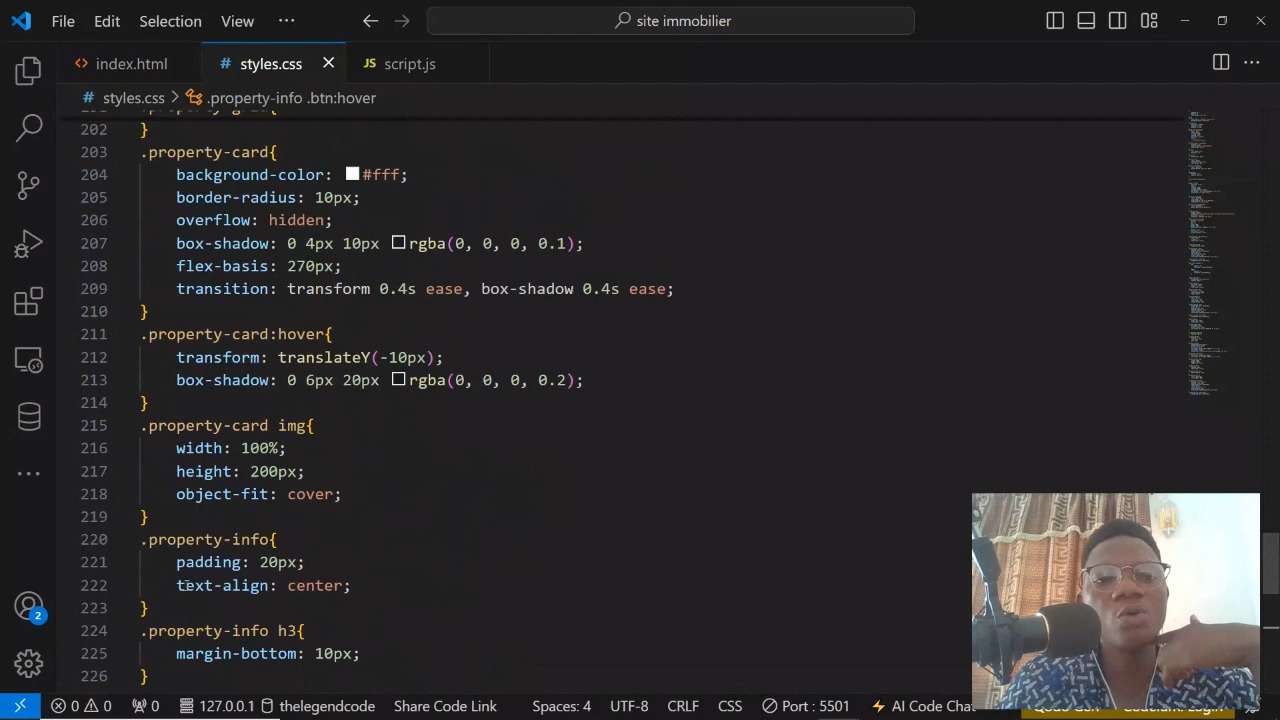 File Edit Selection View ··· site immobilier
index.html # styles.css JS script.js
# styles.css > .property-info .btn:hover
202 }
203 .property-card{
204 background-color: #fff;
205 border-radius: 10px;
206 overflow: hidden;
207 box-shadow: 0 4px 10px rgba(0, 0, 0, 0.1);
208 flex-basis: 270px;
209 transition: transform 0.4s ease, box-shadow 0.4s ease;
210 }
211 .property-card:hover{
212 transform: translateY(-10px);
213 box-shadow: 0 6px 20px rgba(0, 0, 0, 0.2);
214 }
215 .property-card img{
216 width: 100%;
217 height: 200px;
218 object-fit: cover;
219 }
220 .property-info{
221 padding: 20px;
222 text-align: center;
223 }
224 .property-info h3{
225 margin-bottom: 10px;
226 }
2
0 0 0 127.0.0.1 thelegendcode Share Code Link Spaces: 4 UTF-8 CRLF CSS Port : 5501 AI Code Chat